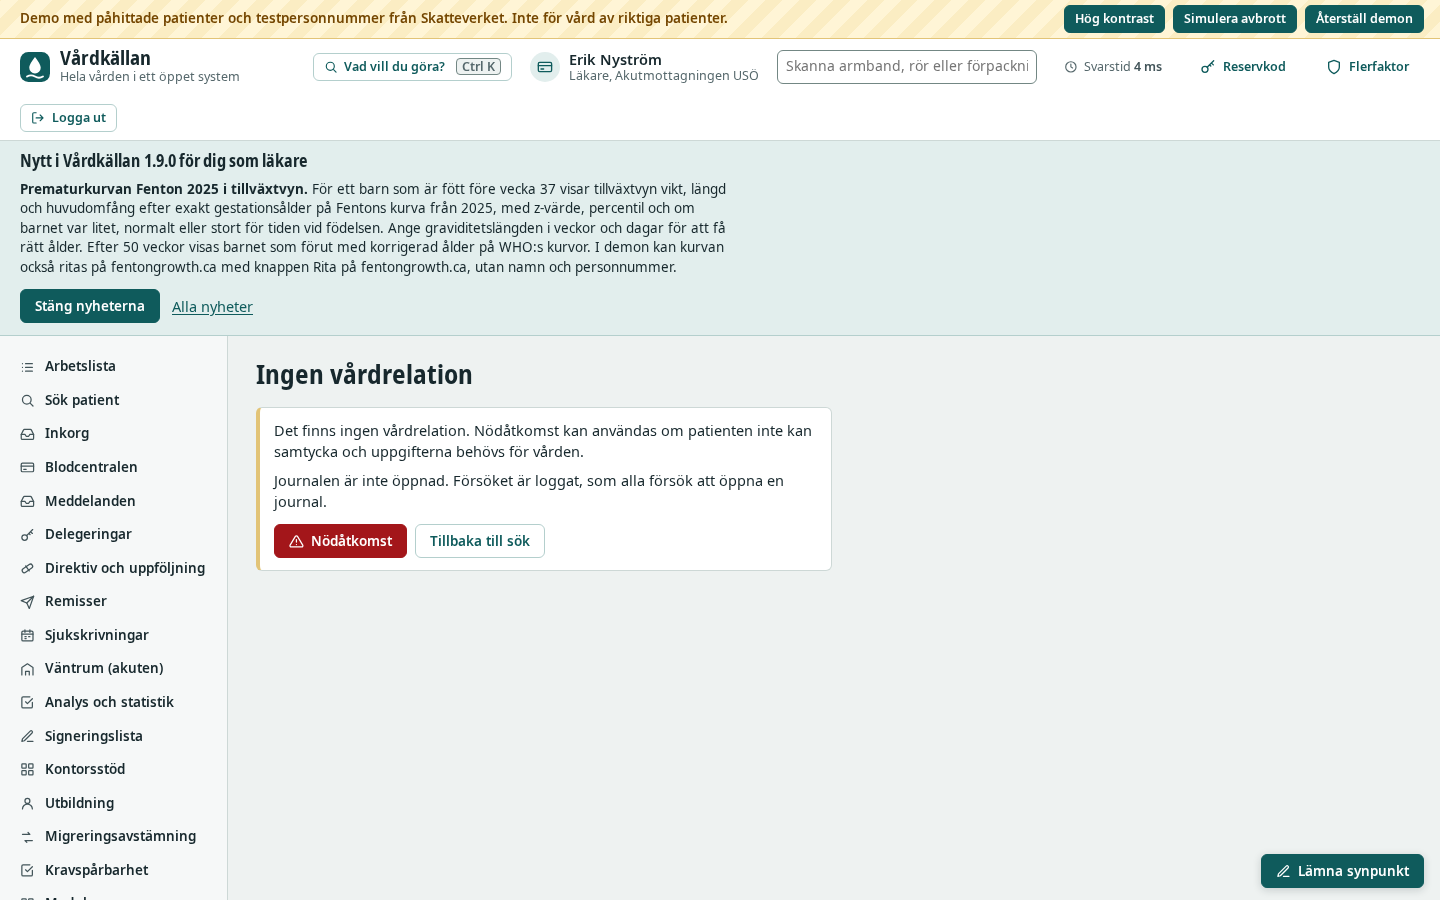 Demo med påhittade patienter och testpersonnummer från Skatteverket. Inte för vård av riktiga patienter.
Hög kontrast
Simulera avbrott
Återställ demon
Vårdkällan
Hela vården i ett öppet system
Vad vill du göra? Ctrl K
Erik Nyström
Läkare, Akutmottagningen USÖ
Skanna armband, rör eller förpackni
Svarstid 4 ms
Reservkod
Flerfaktor
Logga ut
Nytt i Vårdkällan 1.9.0 för dig som läkare
Prematurkurvan Fenton 2025 i tillväxtvyn. För ett barn som är fött före vecka 37 visar tillväxtvyn vikt, längd
och huvudomfång efter exakt gestationsålder på Fentons kurva från 2025, med z-värde, percentil och om
barnet var litet, normalt eller stort för tiden vid födelsen. Ange graviditetslängden i veckor och dagar för att få
rätt ålder. Efter 50 veckor visas barnet som förut med korrigerad ålder på WHO:s kurvor. I demon kan kurvan
också ritas på fentongrowth.ca med knappen Rita på fentongrowth.ca, utan namn och personnummer.
Stäng nyheterna
Alla nyheter
Arbetslista
Sök patient
Inkorg
Blodcentralen
Meddelanden
Delegeringar
Direktiv och uppföljning
Remisser
Sjukskrivningar
Väntrum (akuten)
Analys och statistik
Signeringslista
Kontorsstöd
Utbildning
Migreringsavstämning
Kravspårbarhet
Ingen vårdrelation
Det finns ingen vårdrelation. Nödåtkomst kan användas om patienten inte kan
samtycka och uppgifterna behövs för vården.
Journalen är inte öppnad. Försöket är loggat, som alla försök att öppna en
journal.
Nödåtkomst
Tillbaka till sök
Lämna synpunkt